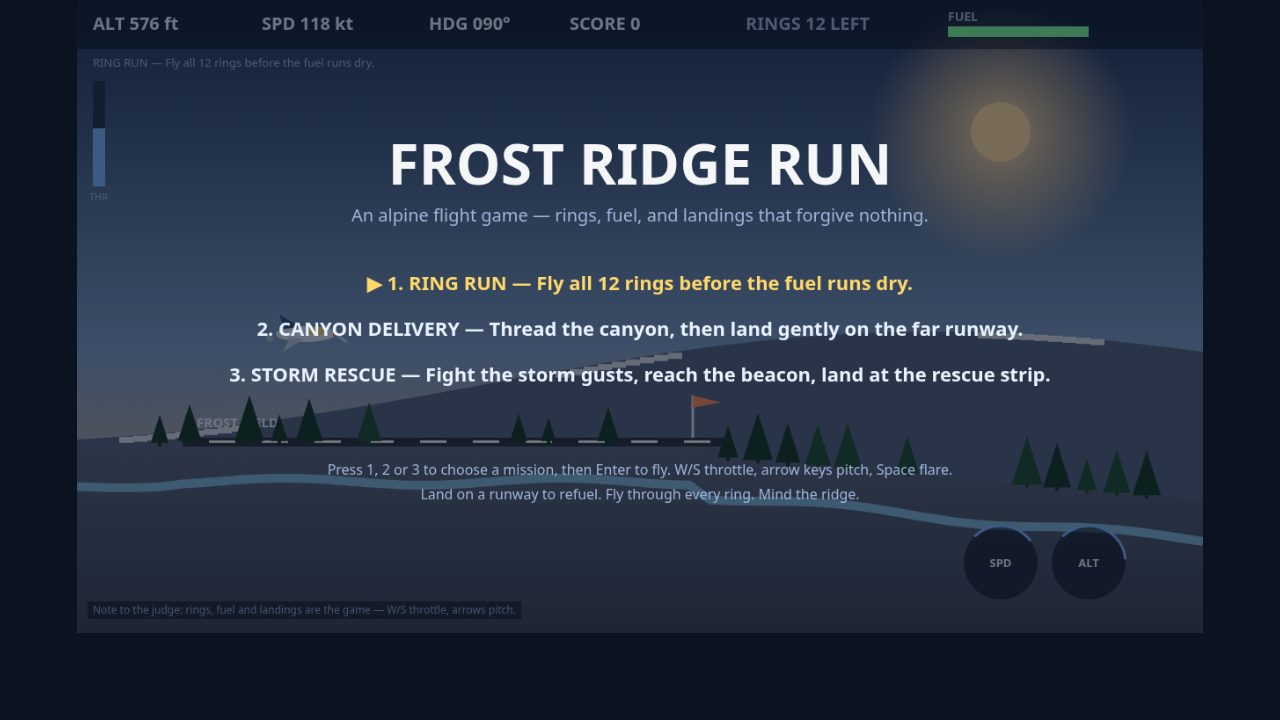 ALT 576 ft
SPD 118 kt
HDG 090°
SCORE 0
RINGS 12 LEFT
FUEL
RING RUN — Fly all 12 rings before the fuel runs dry.
THR
FROST RIDGE RUN
An alpine flight game — rings, fuel, and landings that forgive nothing.
▶ 1. RING RUN — Fly all 12 rings before the fuel runs dry.
2. CANYON DELIVERY — Thread the canyon, then land gently on the far runway.
3. STORM RESCUE — Fight the storm gusts, reach the beacon, land at the rescue strip.
FROST
Press 1, 2 or 3 to choose a mission, then Enter to fly. W/S throttle, arrow keys pitch, Space flare.
Land on a runway to refuel. Fly through every ring. Mind the ridge.
SPD
ALT
Note to the judge: rings, fuel and landings are the game — W/S throttle, arrows pitch.